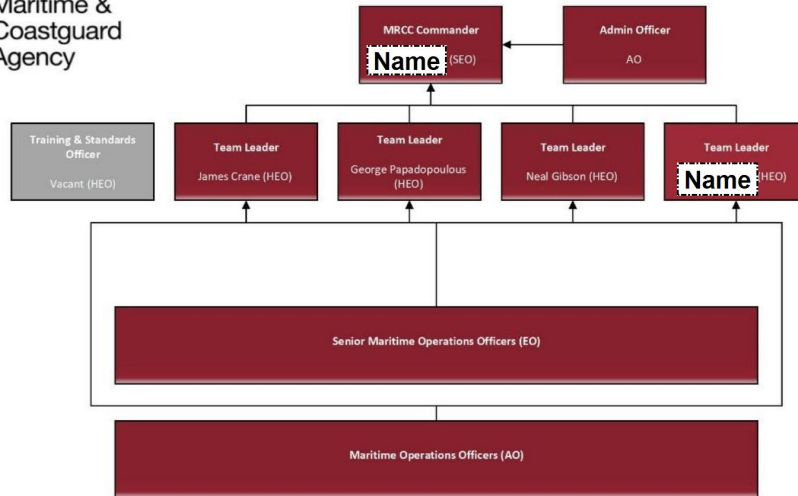 Maritime &
Coastguard
Agency
MRCC Commander
Name (SEO)
Admin Officer
AO
Training & Standards
Officer
Vacant (HEO)
Team Leader
James Crane (HEO)
Team Leader
George Papadopoulous
(HEO)
Team Leader
Neal Gibson (HEO)
Team Leader
Name (HEO)
Senior Maritime Operations Officers (EO)
Maritime Operations Officers (AO)